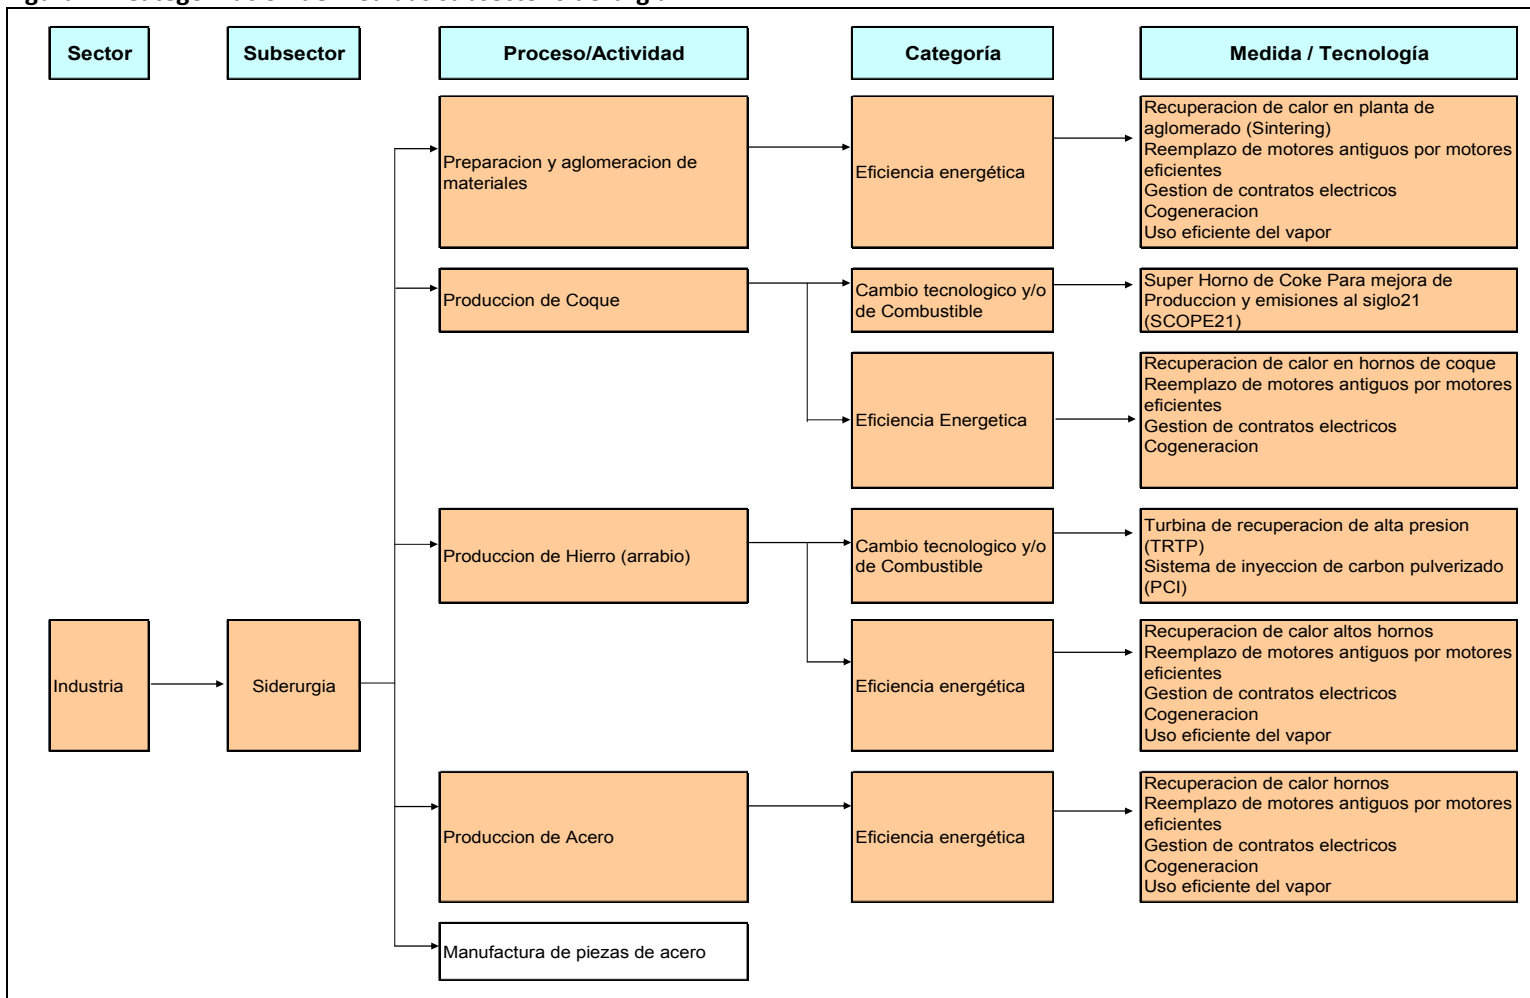 Sector
Subsector
Proceso/Actividad
Categoría
Medida / Tecnología
Preparacion y aglomeracion de
materiales
Eficiencia energética
Recuperacion de calor en planta de
aglomerado (Sintering)
Reemplazo de motores antiguos por motores
eficientes
Gestion de contratos electricos
Cogeneracion
Uso eficiente del vapor
Produccion de Coque
Cambio tecnologico y/o
de Combustible
Super Horno de Coke Para mejora de
Produccion y emisiones al siglo21
(SCOPE21)
Eficiencia Energetica
Recuperacion de calor en hornos de coque
Reemplazo de motores antiguos por motores
eficientes
Gestion de contratos electricos
Cogeneracion
Produccion de Hierro (arrabio)
Cambio tecnologico y/o
de Combustible
Turbina de recuperacion de alta presion
(TRTP)
Sistema de inyeccion de carbon pulverizado
(PCI)
Industria
Siderurgia
Eficiencia energética
Recuperacion de calor altos hornos
Reemplazo de motores antiguos por motores
eficientes
Gestion de contratos electricos
Cogeneracion
Uso eficiente del vapor
Produccion de Acero
Eficiencia energética
Recuperacion de calor hornos
Reemplazo de motores antiguos por motores
eficientes
Gestion de contratos electricos
Cogeneracion
Uso eficiente del vapor
Manufactura de piezas de acero